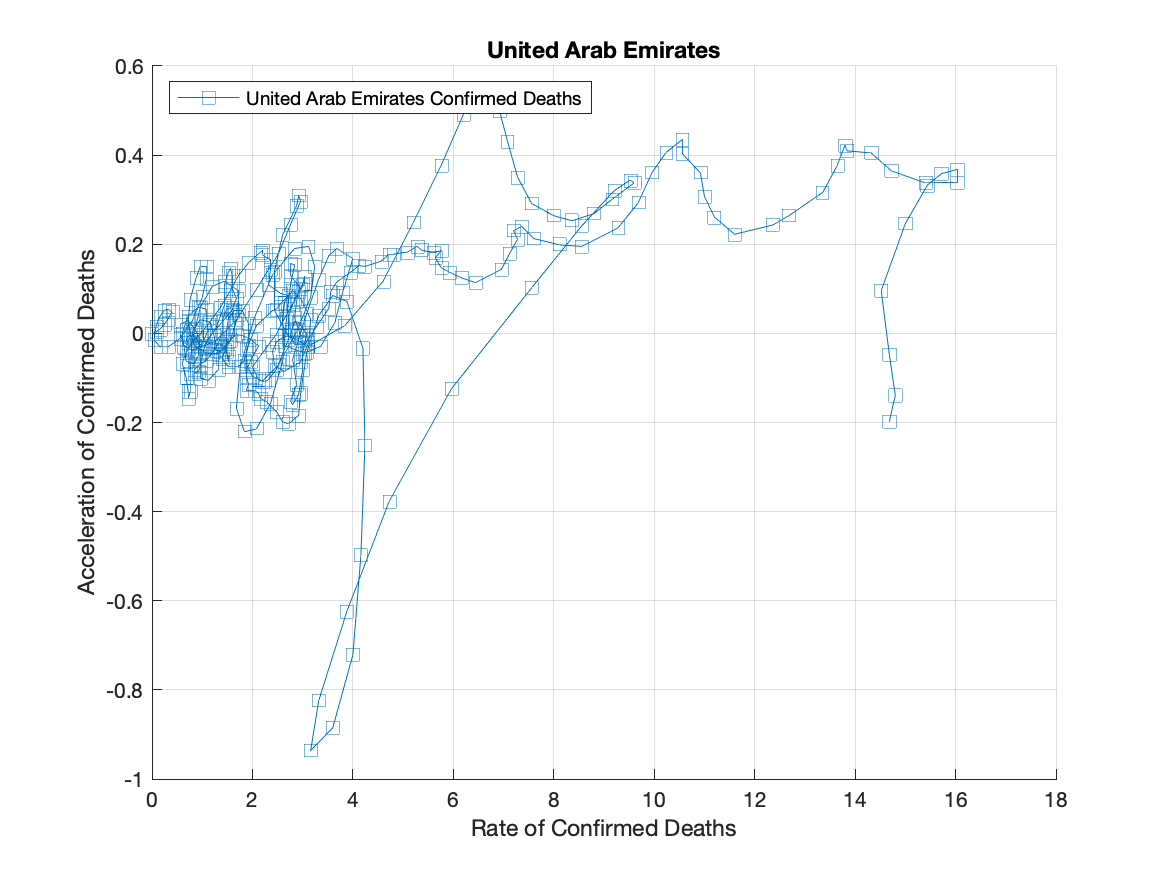 United Arab Emirates
United Arab Emirates Confirmed Deaths
0.6
0.4
0.2
0
-0.2
-0.4
-0.6
-0.8
-1
Acceleration of Confirmed Deaths
0 2 4 6 8 10 12 14 16 18
Rate of Confirmed Deaths